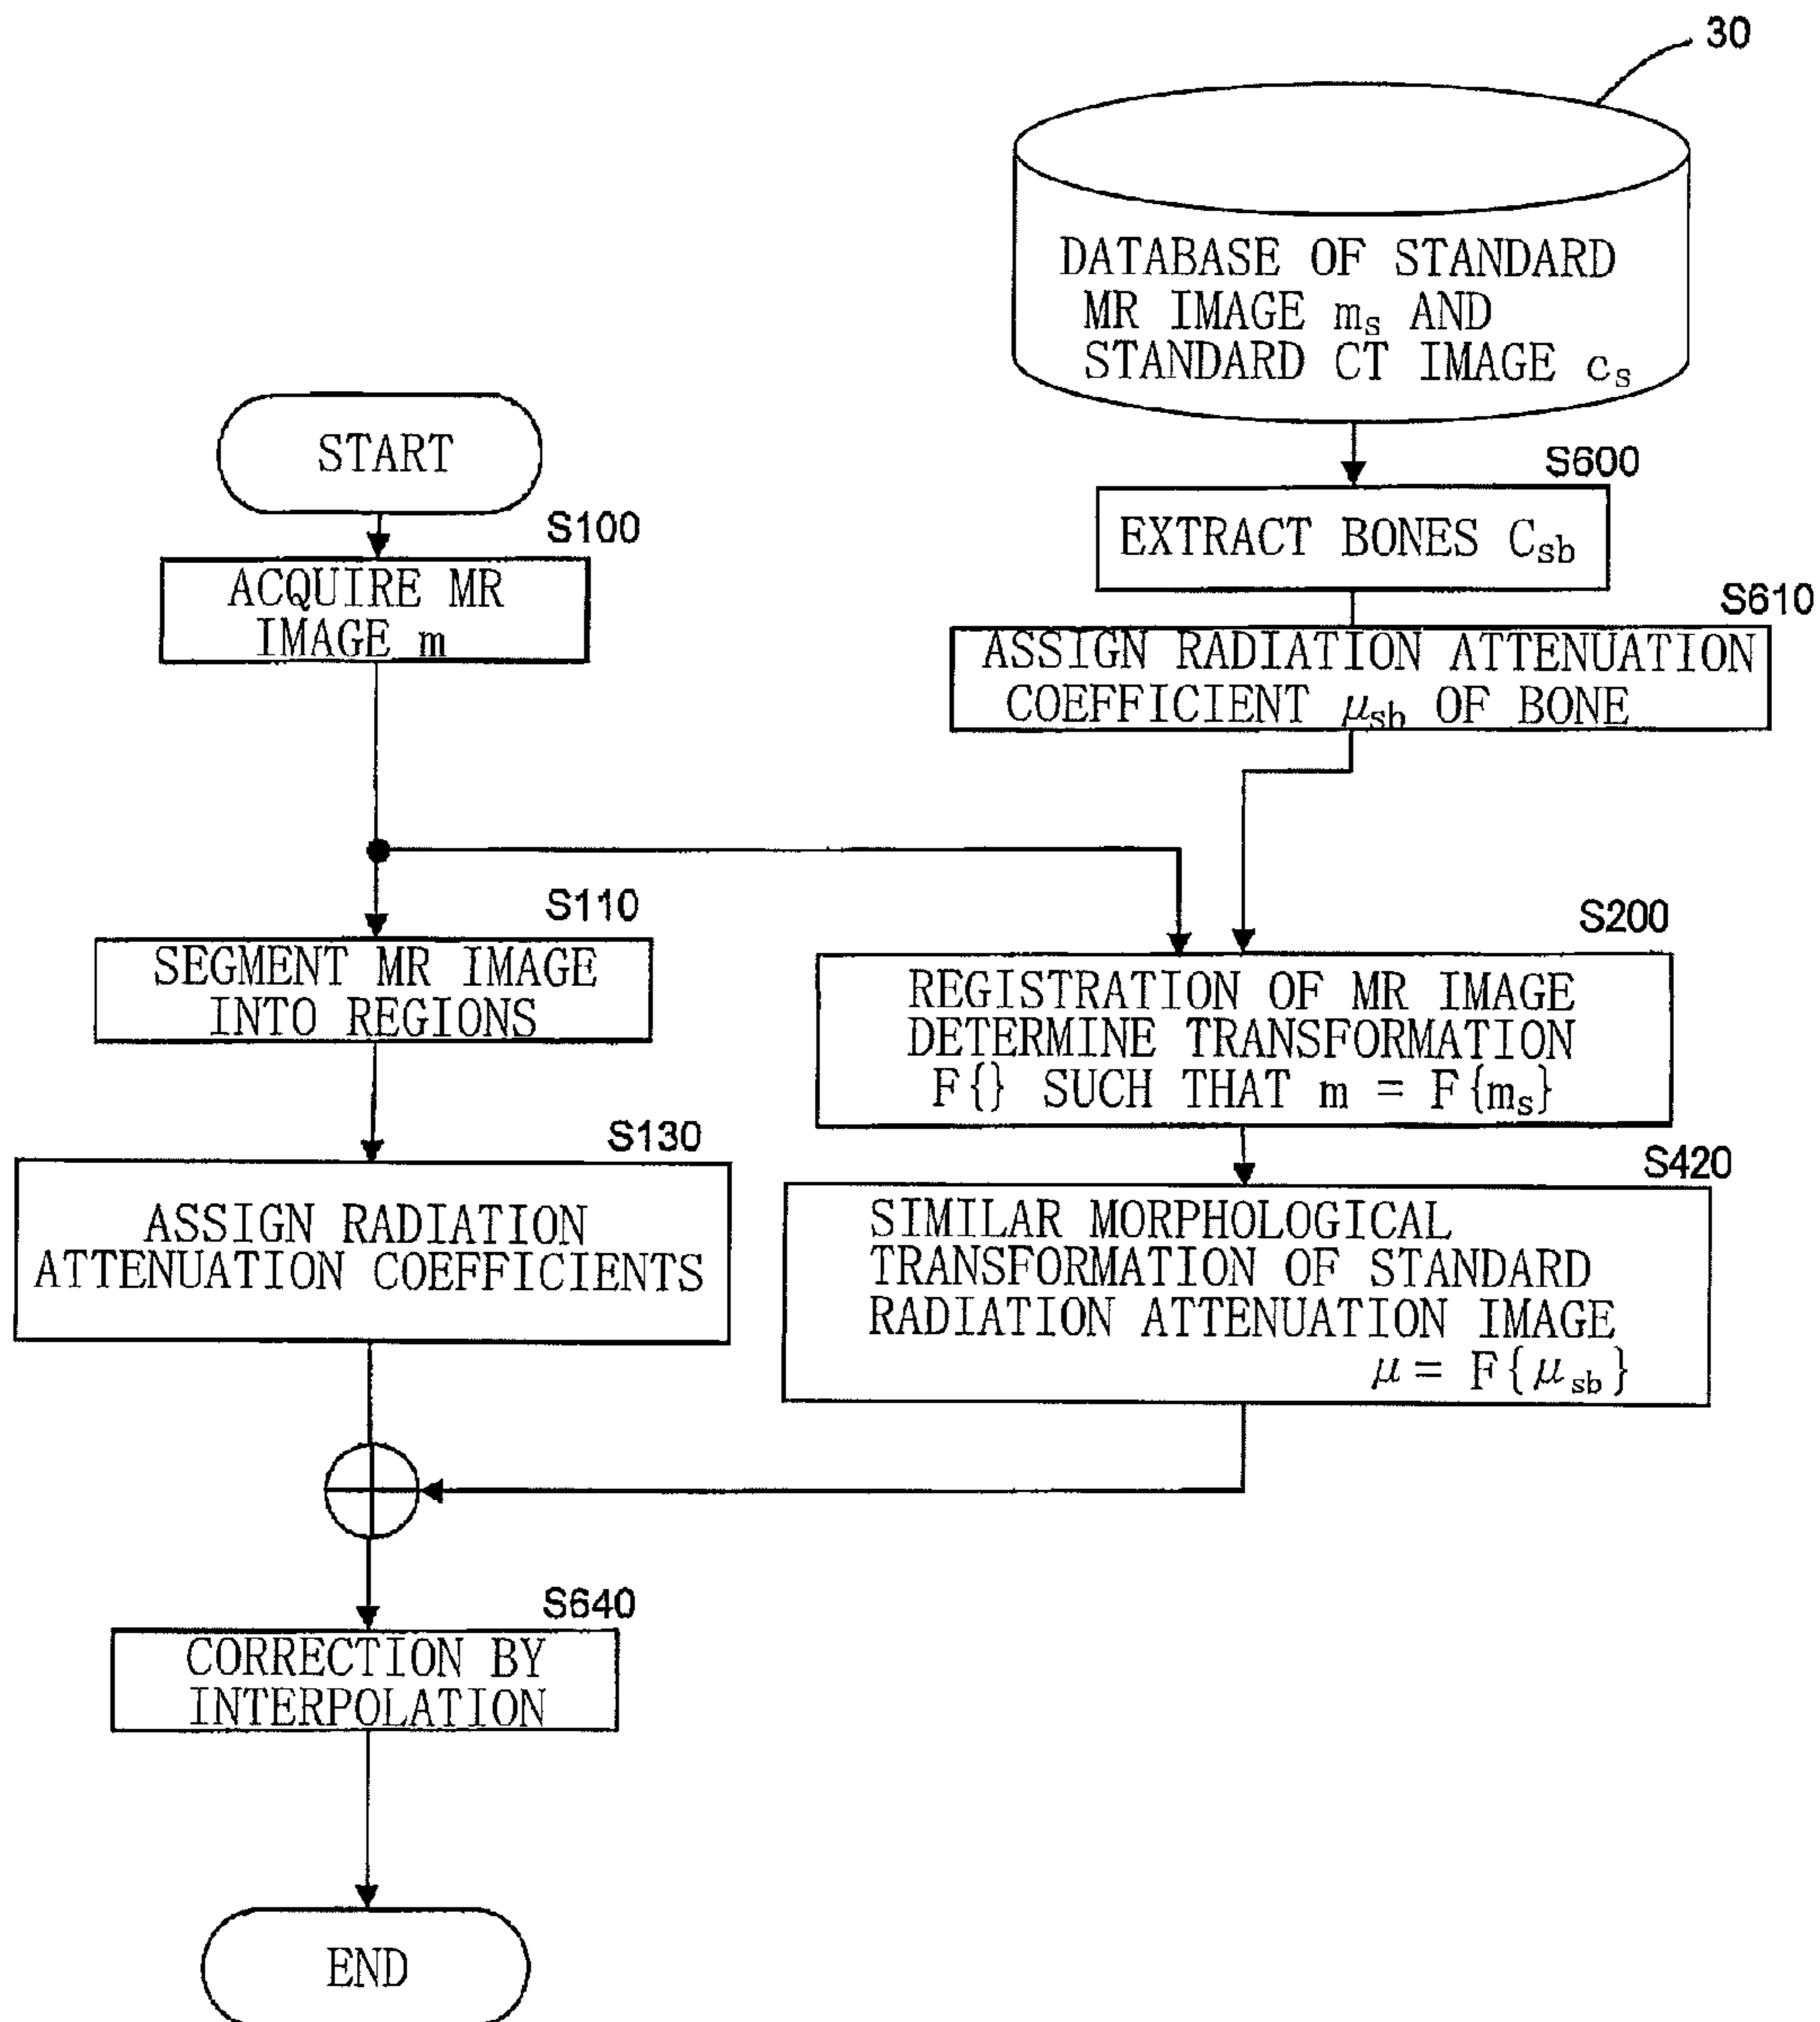 30
DATABASE OF STANDARD
MR IMAGE ms AND
STANDARD CT IMAGE cs
START
S600
EXTRACT BONES Csb
S100
ACQUIRE MR
IMAGE m
S610
ASSIGN RADIATION ATTENUATION
COEFFICIENT μsb OF BONE
S110
SEGMENT MR IMAGE
INTO REGIONS
S200
REGISTRATION OF MR IMAGE
DETERMINE TRANSFORMATION
F{} SUCH THAT m = F{ms}
S130
ASSIGN RADIATION
ATTENUATION COEFFICIENTS
S420
SIMILAR MORPHOLOGICAL
TRANSFORMATION OF STANDARD
RADIATION ATTENUATION IMAGE
μ = F{μsb}
S640
CORRECTION BY
INTERPOLATION
END